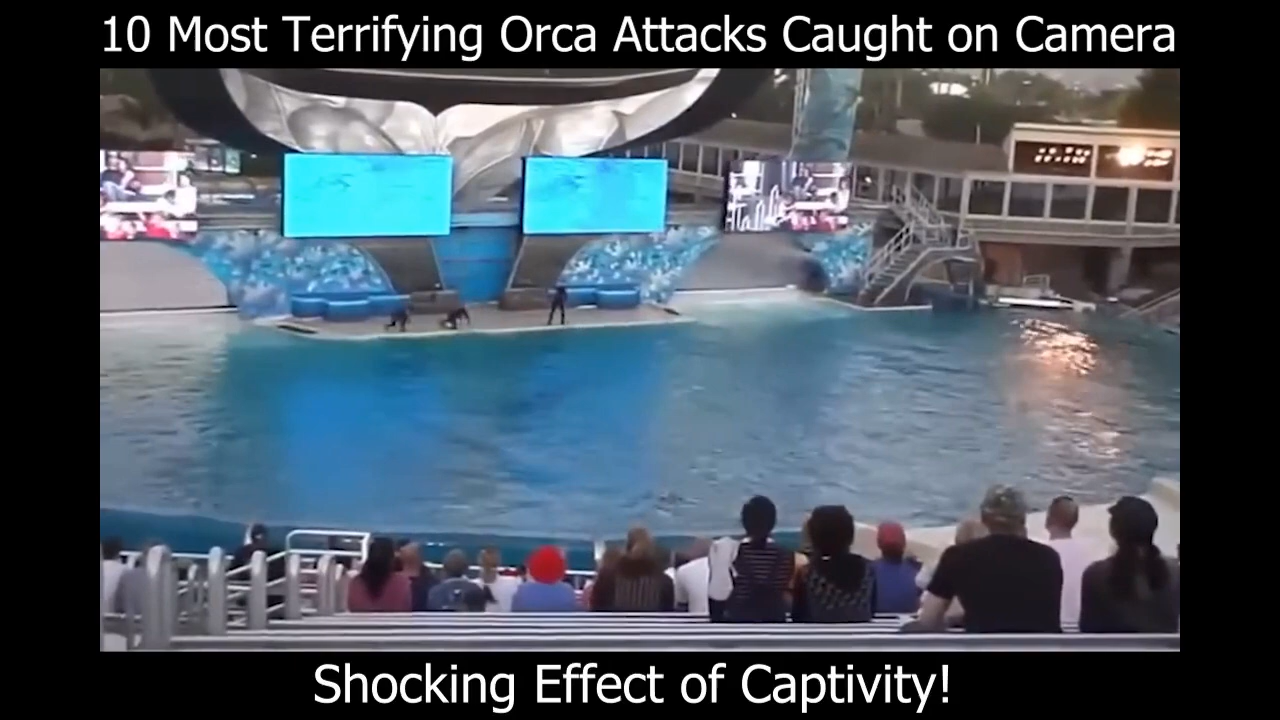 10 Most Terrifying Orca Attacks Caught on Camera
Shocking Effect of Captivity!